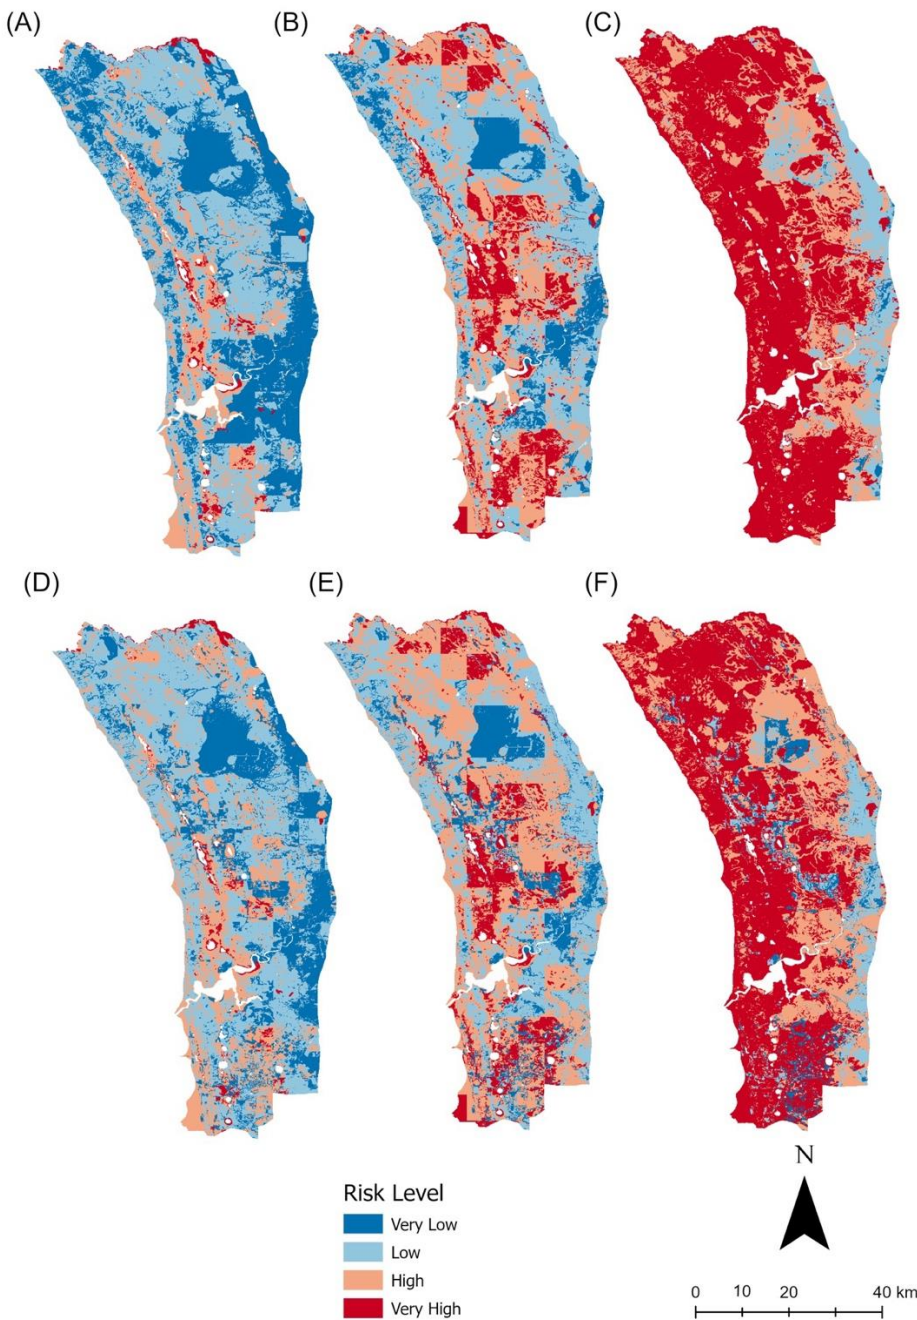 (A) (B) (C)
(D) (E) (F)
N
Risk Level
Very Low
Low
High
Very High
0 10 20 40 km